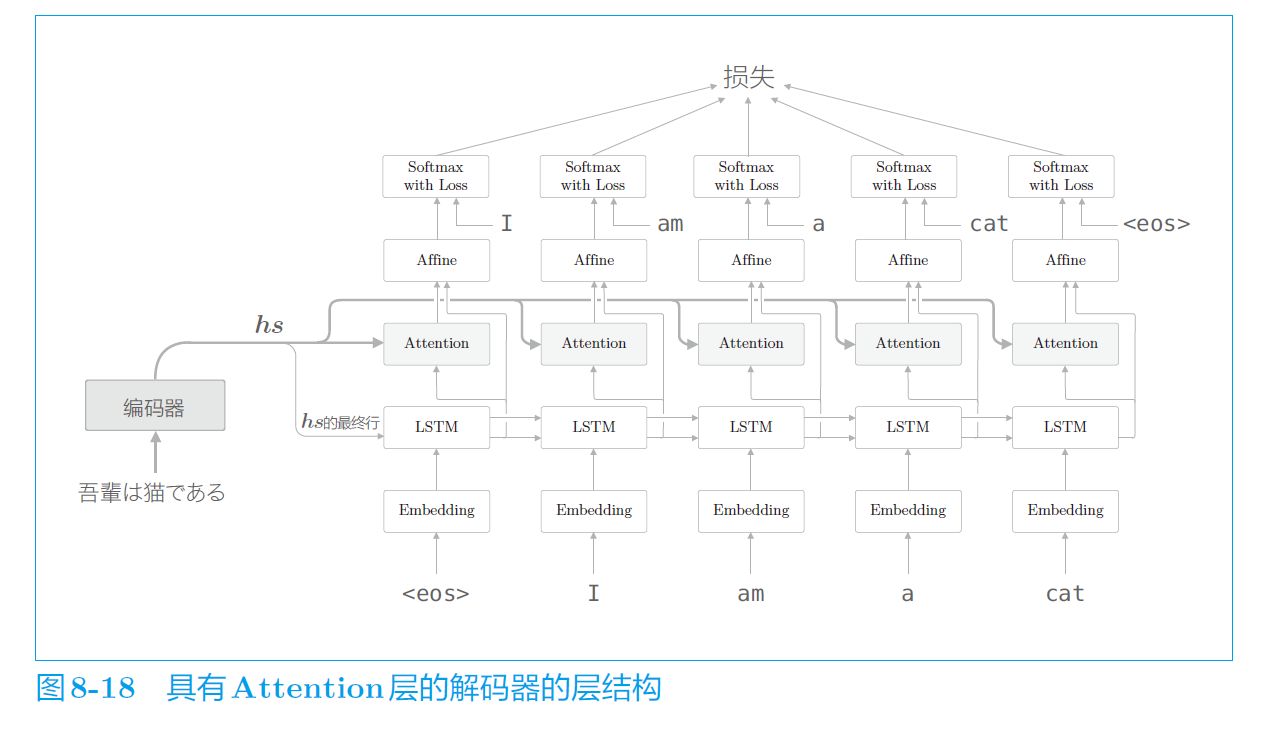 损失
Softmax with Loss
Softmax with Loss
Softmax with Loss
Softmax with Loss
Softmax with Loss
I
am
a
cat
<eos>
Affine
Affine
Affine
Affine
Affine
hs
Attention
Attention
Attention
Attention
Attention
编码器
hs的最终行
LSTM
LSTM
LSTM
LSTM
LSTM
吾輩は猫である
Embedding
Embedding
Embedding
Embedding
Embedding
<eos>
I
am
a
cat
图8-18 具有Attention层的解码器的层结构